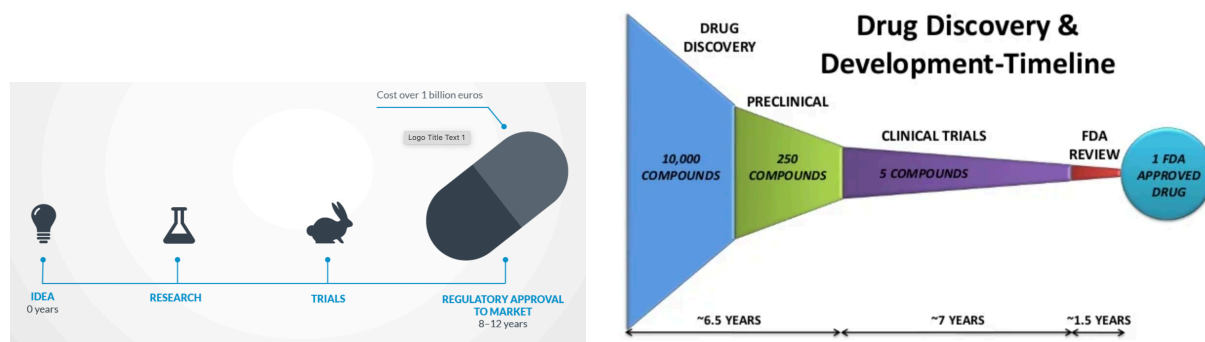 Cost over 1 billion euros
Logo Title Text 1
IDEA
0 years
RESEARCH
TRIALS
REGULATORY APPROVAL
TO MARKET
8–12 years
Drug Discovery &
Development-Timeline
DRUG
DISCOVERY
PRECLINICAL
CLINICAL TRIALS
FDA
REVIEW
10,000
COMPOUNDS
250
COMPOUNDS
5 COMPOUNDS
1 FDA
APPROVED
DRUG
~6.5 YEARS
~7 YEARS
~1.5 YEARS